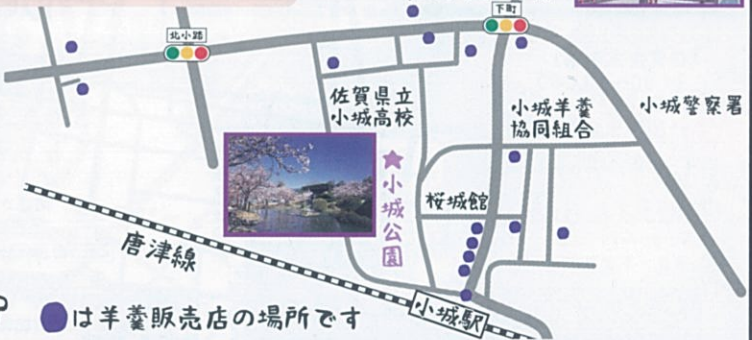 下町
北小路
佐賀県立
小城高校
小城羊羹
協同組合
小城警察署
★小城公園
桜城館
唐津線
小城駅
●は羊羹販売店の場所です